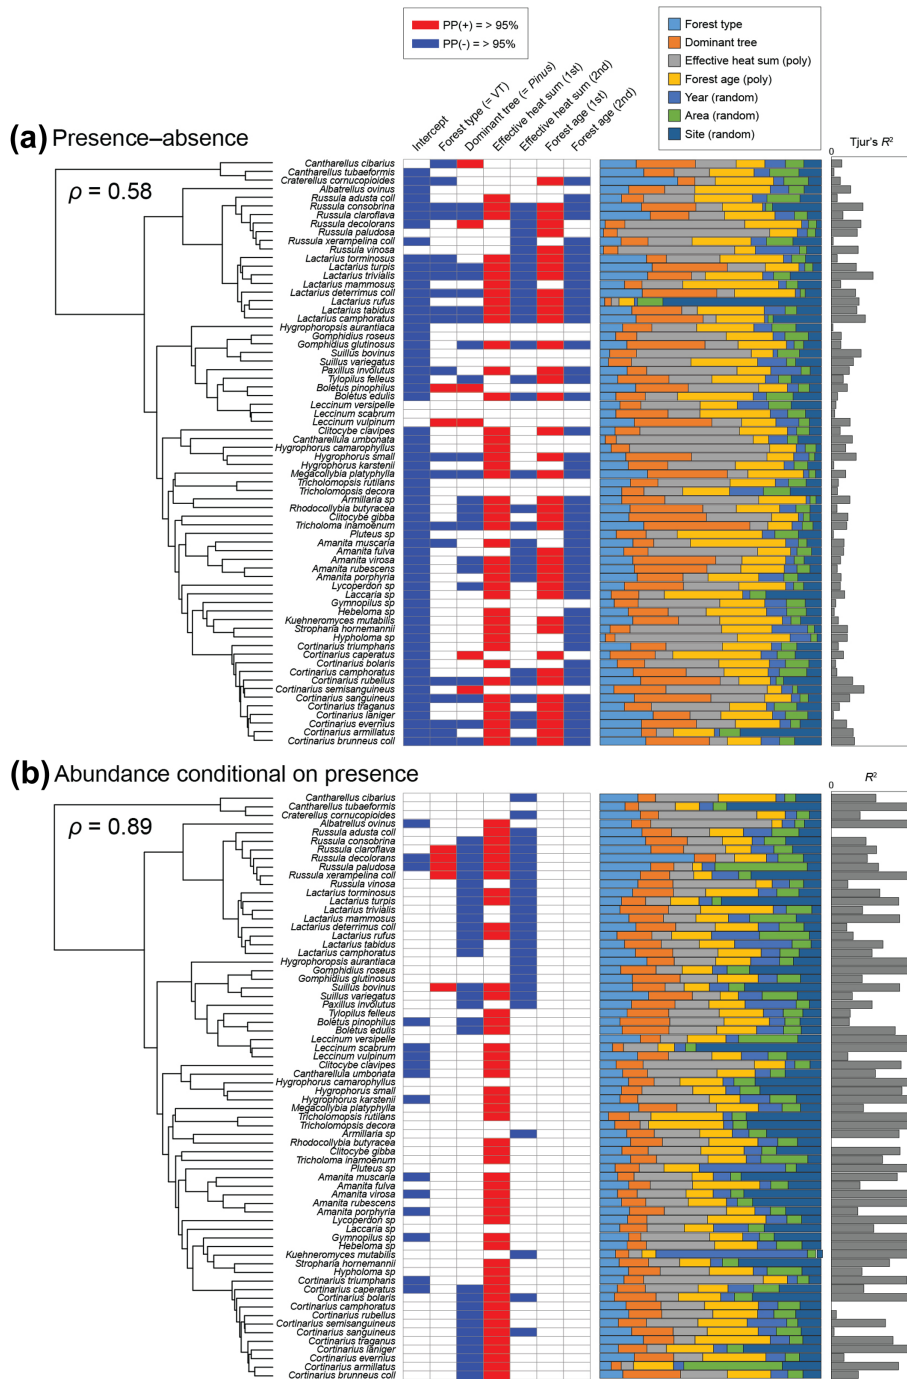 PP(+) = > 95%
PP(-) = > 95%
Forest type
Dominant tree
Effective heat sum (poly)
Forest age (poly)
Year (random)
Area (random)
Site (random)
(a) Presence–absence
Intercept
Forest type (= VT)
Dominant tree (= Pinus)
Effective heat sum (1st)
Effective heat sum (2nd)
Forest age (1st)
Forest age (2nd)
Tjur's R²
0
ρ = 0.58
Cantharellus cibarius
Cantharellus tubaeformis
Craterellus cornucopioides
Albatrellus ovinus
Russula adusta coll
Russula consobrina
Russula claroflava
Russula decolorans
Russula paludosa
Russula xerampelina coll
Russula vinosa
Lactarius torminosus
Lactarius turpis
Lactarius trivialis
Lactarius mammosus
Lactarius deterrimus coll
Lactarius rufus
Lactarius tabidus
Lactarius camphoratus
Hygrophoropsis aurantiaca
Gomphidius roseus
Gomphidius glutinosus
Suillus bovinus
Suillus variegatus
Paxillus involutus
Tylopilus felleus
Boletus pinophilus
Boletus edulis
Leccinum versipelle
Leccinum scabrum
Leccinum vulpinum
Clitocybe clavipes
Cantharellula umbonata
Hygrophorus camarophyllus
Hygrophorus small
Hygrophorus karstenii
Megacollybia platyphylla
Tricholomopsis rutilans
Tricholomopsis decora
Armillaria sp
Rhodocollybia butyracea
Clitocybe gibba
Tricholoma inamoenum
Pluteus sp
Amanita muscaria
Amanita fulva
Amanita virosa
Amanita rubescens
Amanita porphyria
Lycoperdon sp
Laccaria sp
Gymnopilus sp
Hebeloma sp
Kuehneromyces mutabilis
Stropharia hornemannii
Hypholoma sp
Cortinarius triumphans
Cortinarius caperatus
Cortinarius bolaris
Cortinarius camphoratus
Cortinarius rubellus
Cortinarius semisanguineus
Cortinarius sanguineus
Cortinarius traganus
Cortinarius laniger
Cortinarius evernius
Cortinarius armillatus
Cortinarius brunneus coll
(b) Abundance conditional on presence
R²
0
ρ = 0.89
Cantharellus cibarius
Cantharellus tubaeformis
Craterellus cornucopioides
Albatrellus ovinus
Russula adusta coll
Russula consobrina
Russula claroflava
Russula decolorans
Russula paludosa
Russula xerampelina coll
Russula vinosa
Lactarius torminosus
Lactarius turpis
Lactarius trivialis
Lactarius mammosus
Lactarius deterrimus coll
Lactarius rufus
Lactarius tabidus
Lactarius camphoratus
Hygrophoropsis aurantiaca
Gomphidius roseus
Gomphidius glutinosus
Suillus bovinus
Suillus variegatus
Paxillus involutus
Tylopilus felleus
Boletus pinophilus
Boletus edulis
Leccinum versipelle
Leccinum scabrum
Leccinum vulpinum
Clitocybe clavipes
Cantharellula umbonata
Hygrophorus camarophyllus
Hygrophorus small
Hygrophorus karstenii
Megacollybia platyphylla
Tricholomopsis rutilans
Tricholomopsis decora
Armillaria sp
Rhodocollybia butyracea
Clitocybe gibba
Tricholoma inamoenum
Pluteus sp
Amanita muscaria
Amanita fulva
Amanita virosa
Amanita rubescens
Amanita porphyria
Lycoperdon sp
Laccaria sp
Gymnopilus sp
Hebeloma sp
Kuehneromyces mutabilis
Stropharia hornemannii
Hypholoma sp
Cortinarius triumphans
Cortinarius caperatus
Cortinarius bolaris
Cortinarius camphoratus
Cortinarius rubellus
Cortinarius semisanguineus
Cortinarius sanguineus
Cortinarius traganus
Cortinarius laniger
Cortinarius evernius
Cortinarius armillatus
Cortinarius brunneus coll